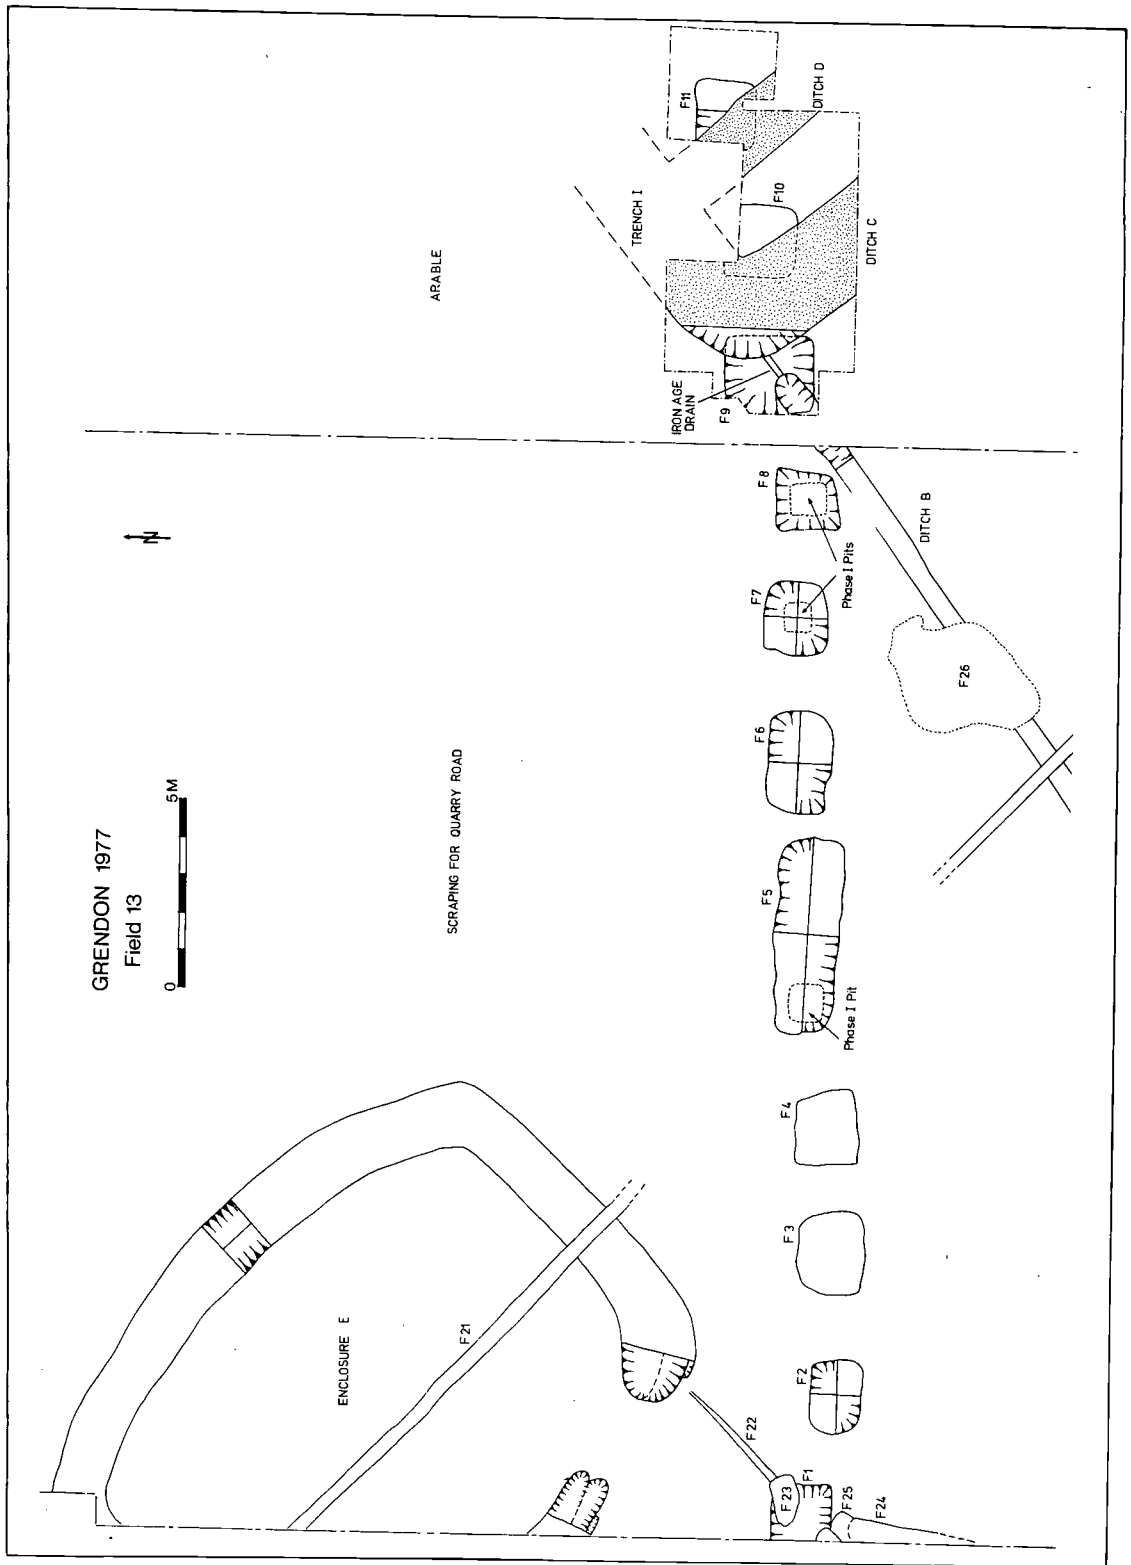 GRENDON 1977
Field 13
0 5M
N
ARABLE
SCRAPING FOR QUARRY ROAD
ENCLOSURE E
TRENCH I
DITCH D
DITCH C
DITCH B
IRON AGE
DRAIN
F11
F10
F9
F8
Phase I Pits
F7
F6
F5
Phase I Pit
F4
F3
F2
F1
F21
F22
F23
F25
F24
F26